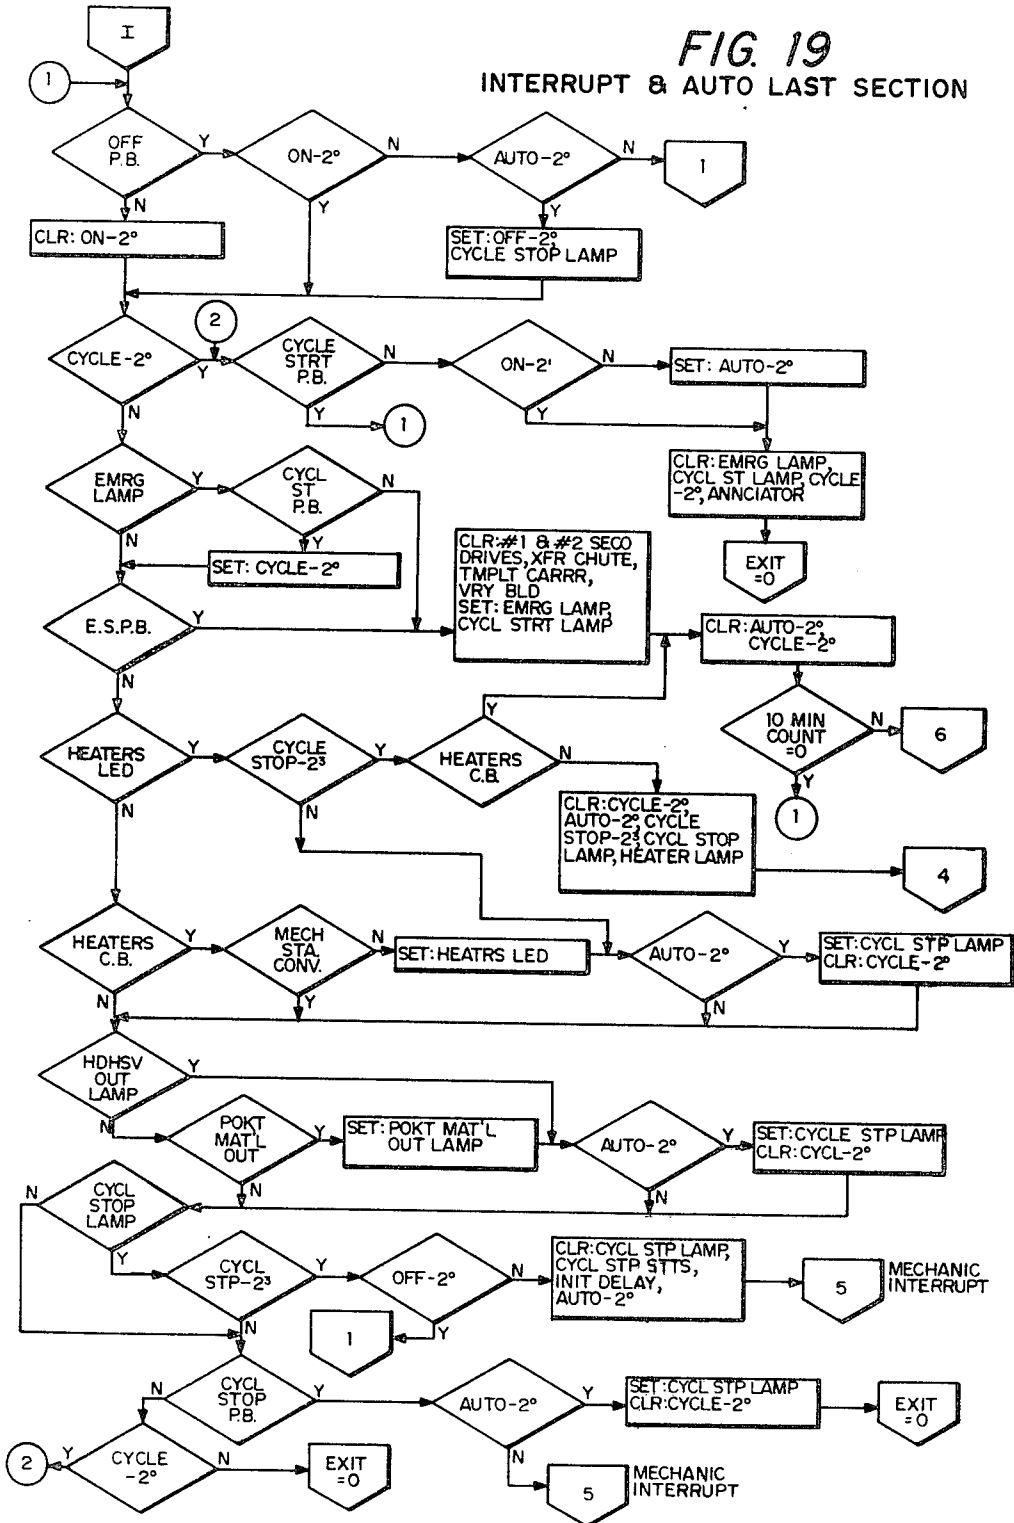 I
FIG. 19
INTERRUPT & AUTO LAST SECTION
1
OFF
P.B.
Y
ON-2°
N
AUTO-2°
N
1
N
Y
Y
CLR: ON-2°
SET: OFF-2°,
CYCLE STOP LAMP
2
CYCLE-2°
Y
CYCLE
STRT
P.B.
N
ON-2'
N
SET: AUTO-2°
N
Y
1
Y
EMRG
LAMP
Y
CYCL
ST
P.B.
N
CLR: EMRG LAMP,
CYCL ST LAMP, CYCLE
-2°, ANNCIATOR
N
Y
SET: CYCLE-2°
CLR:#1 & #2 SECO
DRIVES, XFR CHUTE,
TMPLT CARRR,
VRY BLD
SET: EMRG LAMP,
CYCL STRT LAMP
EXIT
=0
E.S.P.B.
Y
CLR:AUTO-2°,
CYCLE-2°
N
10 MIN
COUNT
=0
N
6
Y
1
HEATERS
LED
Y
CYCLE
STOP-2³
Y
HEATERS
C.B.
Y
N
N
N
CLR:CYCLE-2°,
AUTO-2°, CYCLE
STOP-2³, CYCL STOP
LAMP, HEATER LAMP
4
HEATERS
C.B.
Y
MECH
STA.
CONV.
N
SET:HEATRS LED
AUTO-2°
Y
SET:CYCL STP LAMP
CLR:CYCLE-2°
N
Y
N
HDHSV
OUT
LAMP
Y
N
POKT
MAT'L
OUT
Y
SET: POKT MAT'L
OUT LAMP
AUTO-2°
Y
SET:CYCLE STP LAMP
CLR:CYCL-2°
N
N
N
CYCL
STOP
LAMP
Y
CYCL
STP-2³
Y
OFF-2°
N
CLR:CYCL STP LAMP,
CYCL STP STTS,
INIT DELAY,
AUTO-2°
5
MECHANIC
INTERRUPT
N
Y
1
N
CYCL
STOP
P.B.
Y
AUTO-2°
Y
SET:CYCL STP LAMP
CLR:CYCLE-2°
EXIT
=0
2
Y
CYCLE
-2°
N
EXIT
=0
N
5
MECHANIC
INTERRUPT